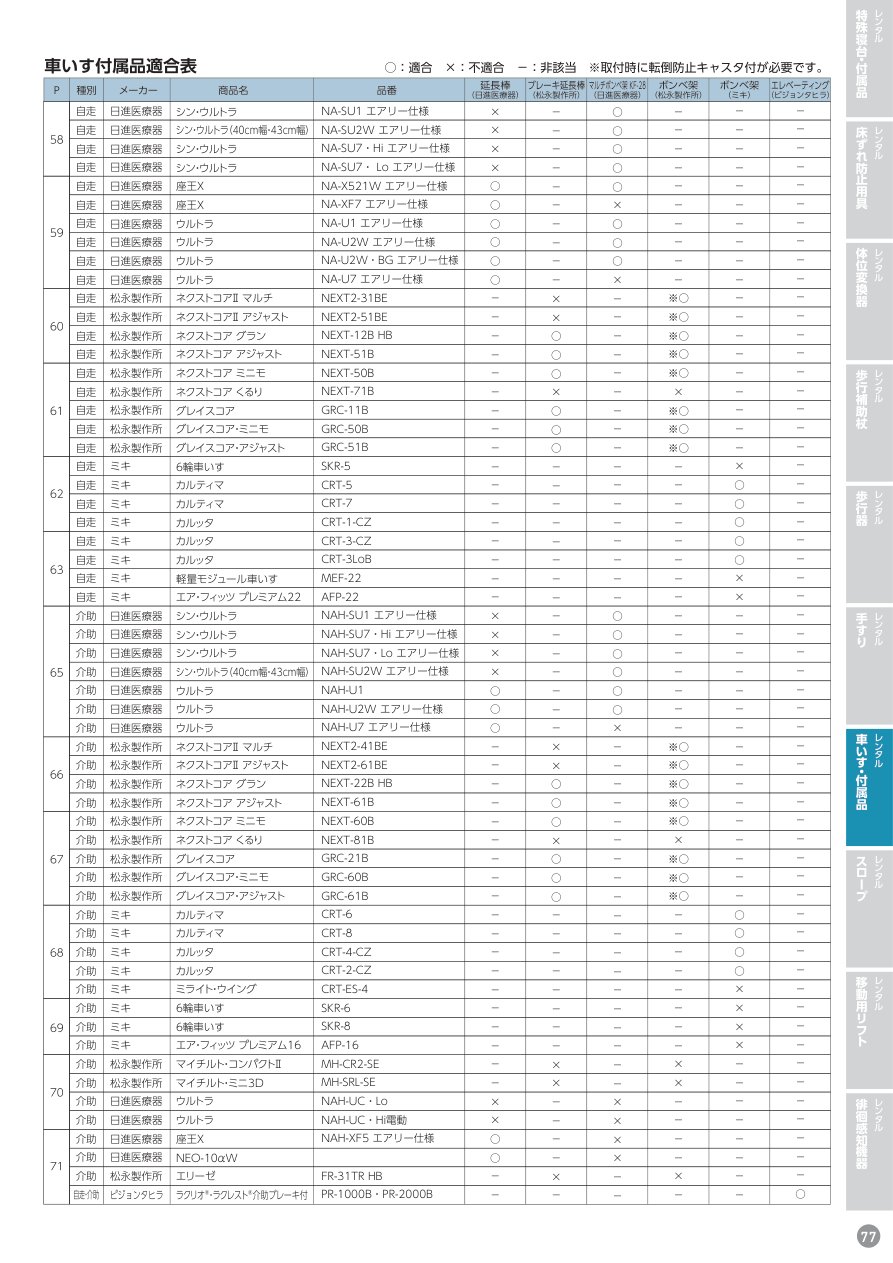 車いす付属品適合表
○：適合　×：不適合　－：非該当　※取付時に転倒防止キャスタ付が必要です。
P 種別 メーカー 商品名 品番 延長棒（日進医療器） ブレーキ延長棒（松永製作所） マルチボンベ架 KF-28（日進医療器） ボンベ架（松永製作所） ボンベ架（ミキ） エレベーティング（ピジョンタヒラ）
58 自走 日進医療器 シン・ウルトラ NA-SU1 エアリー仕様 × － ○ － － －
自走 日進医療器 シン・ウルトラ（40cm幅・43cm幅） NA-SU2W エアリー仕様 × － ○ － － －
自走 日進医療器 シン・ウルトラ NA-SU7・Hi エアリー仕様 × － ○ － － －
自走 日進医療器 シン・ウルトラ NA-SU7・ Lo エアリー仕様 × － ○ － － －
59 自走 日進医療器 座王X NA-X521W エアリー仕様 ○ － ○ － － －
自走 日進医療器 座王X NA-XF7 エアリー仕様 ○ － × － － －
自走 日進医療器 ウルトラ NA-U1 エアリー仕様 ○ － ○ － － －
自走 日進医療器 ウルトラ NA-U2W エアリー仕様 ○ － ○ － － －
自走 日進医療器 ウルトラ NA-U2W・BG エアリー仕様 ○ － ○ － － －
自走 日進医療器 ウルトラ NA-U7 エアリー仕様 ○ － × － － －
60 自走 松永製作所 ネクストコアⅡ マルチ NEXT2-31BE － × － ※○ － －
自走 松永製作所 ネクストコアⅡ アジャスト NEXT2-51BE － × － ※○ － －
自走 松永製作所 ネクストコア グラン NEXT-12B HB － ○ － ※○ － －
自走 松永製作所 ネクストコア アジャスト NEXT-51B － ○ － ※○ － －
61 自走 松永製作所 ネクストコア ミニモ NEXT-50B － ○ － ※○ － －
自走 松永製作所 ネクストコア くるり NEXT-71B － × － × － －
自走 松永製作所 グレイスコア GRC-11B － ○ － ※○ － －
自走 松永製作所 グレイスコア・ミニモ GRC-50B － ○ － ※○ － －
自走 松永製作所 グレイスコア・アジャスト GRC-51B － ○ － ※○ － －
62 自走 ミキ 6輪車いす SKR-5 － － － － × －
自走 ミキ カルティマ CRT-5 － － － － ○ －
自走 ミキ カルティマ CRT-7 － － － － ○ －
自走 ミキ カルッタ CRT-1-CZ － － － － ○ －
63 自走 ミキ カルッタ CRT-3-CZ － － － － ○ －
自走 ミキ カルッタ CRT-3LoB － － － － ○ －
自走 ミキ 軽量モジュール車いす MEF-22 － － － － × －
自走 ミキ エア・フィッツ プレミアム22 AFP-22 － － － － × －
65 介助 日進医療器 シン・ウルトラ NAH-SU1 エアリー仕様 × － ○ － － －
介助 日進医療器 シン・ウルトラ NAH-SU7・Hi エアリー仕様 × － ○ － － －
介助 日進医療器 シン・ウルトラ NAH-SU7・Lo エアリー仕様 × － ○ － － －
介助 日進医療器 シン・ウルトラ（40cm幅・43cm幅） NAH-SU2W エアリー仕様 × － ○ － － －
介助 日進医療器 ウルトラ NAH-U1 ○ － ○ － － －
介助 日進医療器 ウルトラ NAH-U2W エアリー仕様 ○ － ○ － － －
介助 日進医療器 ウルトラ NAH-U7 エアリー仕様 ○ － × － － －
66 介助 松永製作所 ネクストコアⅡ マルチ NEXT2-41BE － × － ※○ － －
介助 松永製作所 ネクストコアⅡ アジャスト NEXT2-61BE － × － ※○ － －
介助 松永製作所 ネクストコア グラン NEXT-22B HB － ○ － ※○ － －
介助 松永製作所 ネクストコア アジャスト NEXT-61B － ○ － ※○ － －
67 介助 松永製作所 ネクストコア ミニモ NEXT-60B － ○ － ※○ － －
介助 松永製作所 ネクストコア くるり NEXT-81B － × － × － －
介助 松永製作所 グレイスコア GRC-21B － ○ － ※○ － －
介助 松永製作所 グレイスコア・ミニモ GRC-60B － ○ － ※○ － －
介助 松永製作所 グレイスコア・アジャスト GRC-61B － ○ － ※○ － －
68 介助 ミキ カルティマ CRT-6 － － － － ○ －
介助 ミキ カルティマ CRT-8 － － － － ○ －
介助 ミキ カルッタ CRT-4-CZ － － － － ○ －
介助 ミキ カルッタ CRT-2-CZ － － － － ○ －
介助 ミキ ミライト・ウイング CRT-ES-4 － － － － × －
69 介助 ミキ 6輪車いす SKR-6 － － － － × －
介助 ミキ 6輪車いす SKR-8 － － － － × －
介助 ミキ エア・フィッツ プレミアム16 AFP-16 － － － － × －
70 介助 松永製作所 マイチルト・コンパクトⅡ MH-CR2-SE － × － × － －
介助 松永製作所 マイチルト・ミニ3D MH-SRL-SE － × － × － －
介助 日進医療器 ウルトラ NAH-UC・Lo × － × － － －
介助 日進医療器 ウルトラ NAH-UC・Hi電動 × － × － － －
71 介助 日進医療器 座王X NAH-XF5 エアリー仕様 ○ － × － － －
介助 日進医療器 NEO-10αW ○ － × － － －
介助 松永製作所 エリーゼ FR-31TR HB － × － × － －
自走・介助 ピジョンタヒラ ラクリオ®・ラクレスト®介助ブレーキ付 PR-1000B・PR-2000B － － － － － ○
レンタル
特殊寝台・付属品
レンタル
床ずれ防止用具
レンタル
体位変換器
レンタル
歩行補助杖
レンタル
歩行器
レンタル
手すり
レンタル
車いす・付属品
レンタル
スロープ
レンタル
移動用リフト
レンタル
徘徊感知機器
77